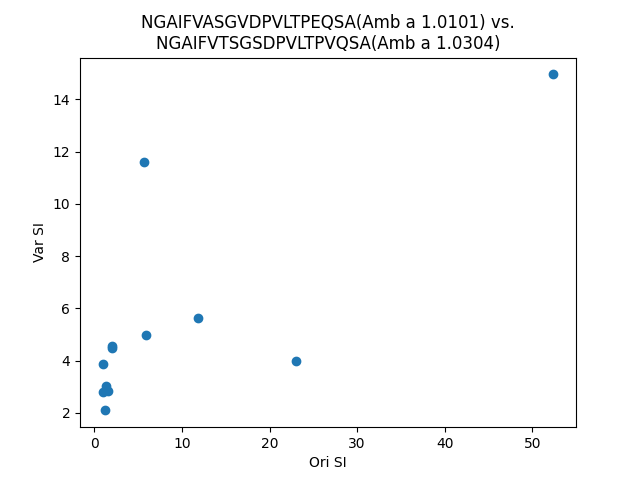 NGAIFVASGVDPVLTPEQSA(Amb a 1.0101) vs.
NGAIFVTSGSDPVLTPVQSA(Amb a 1.0304)
14
12
10
8
6
4
2
Var SI
0 10 20 30 40 50
Ori SI